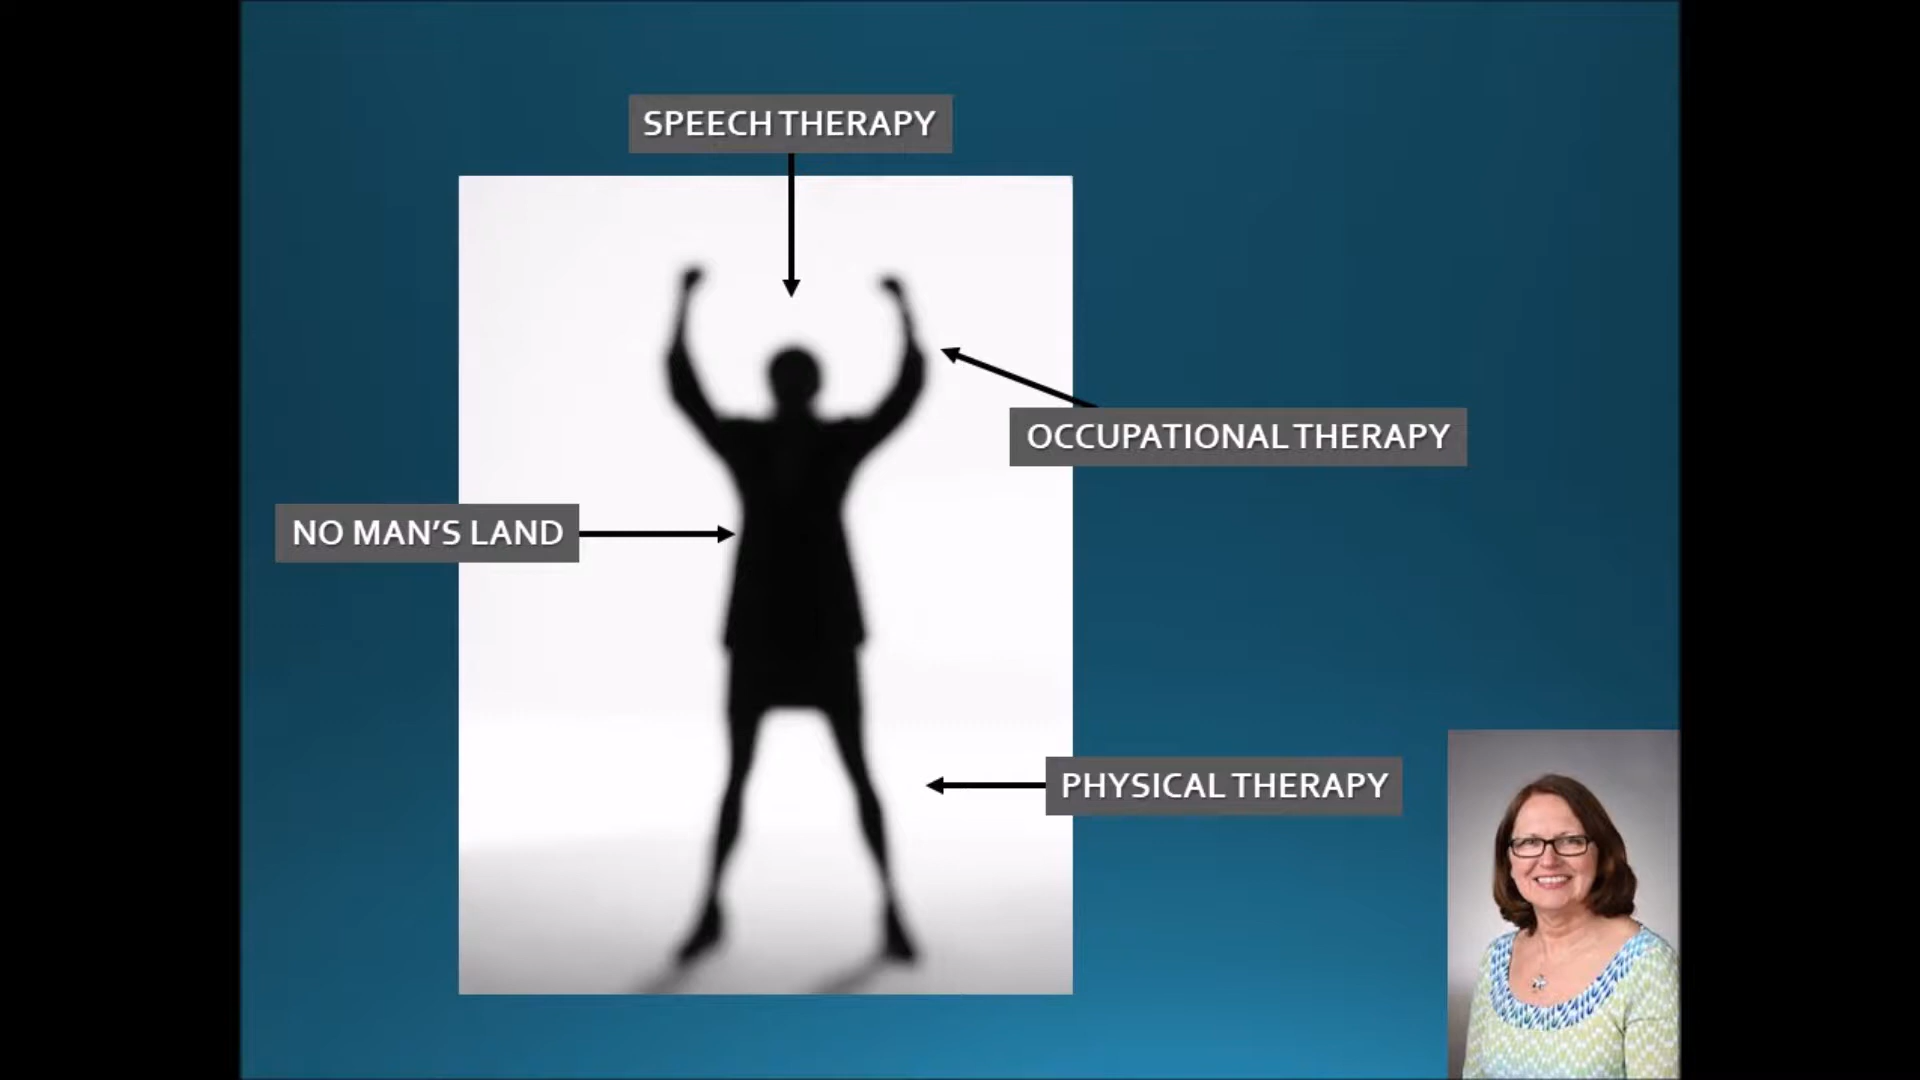 SPEECH THERAPY
OCCUPATIONAL THERAPY
NO MAN'S LAND
PHYSICAL THERAPY